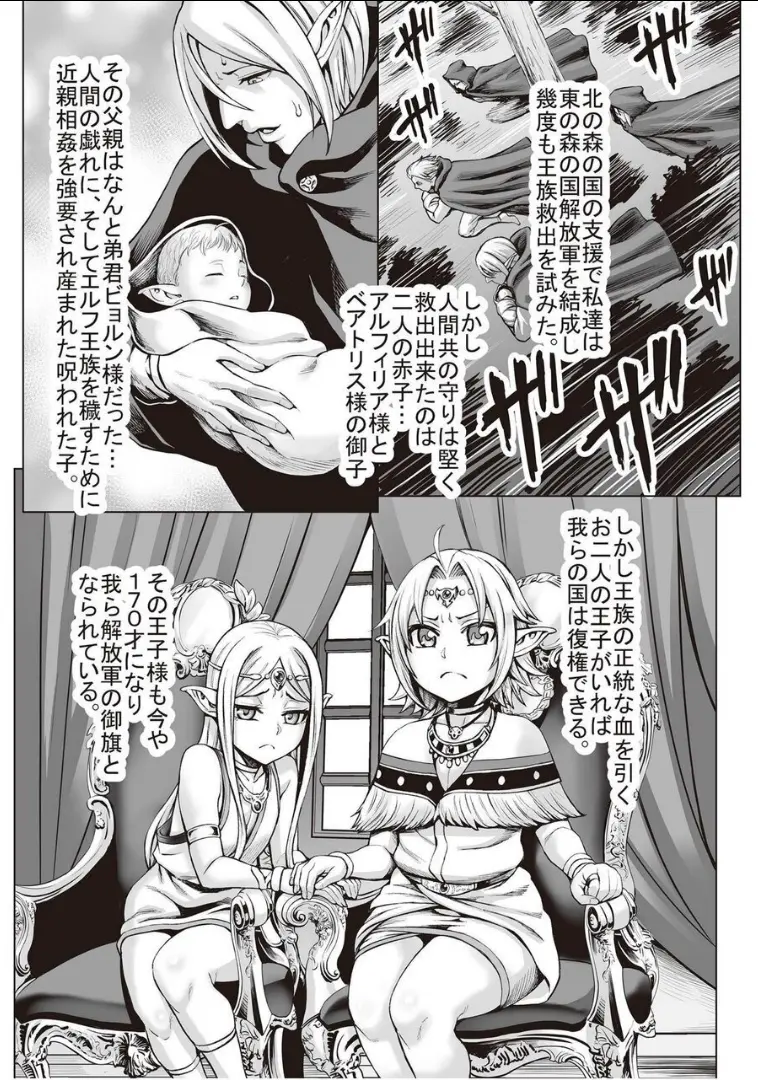 北の森の国の支援で私達は
東の森の国解放軍を結成し
幾度も王族救出を試みた。
しかし
人間共の守りは堅く
救出出来たのは
二人の赤子…
アルフィリア様と
ベアトリス様の御子
その父親はなんと弟君ビョルン様だった…
人間の戯れに、そしてエルフ王族を穢すために
近親相姦を強要され産まれた呪われた子。
しかし王族の正統な血を引く
お二人の王子がいれば
我らの国は復権できる。
その王子様も今や
170才になり
我ら解放軍の御旗と
なられている。